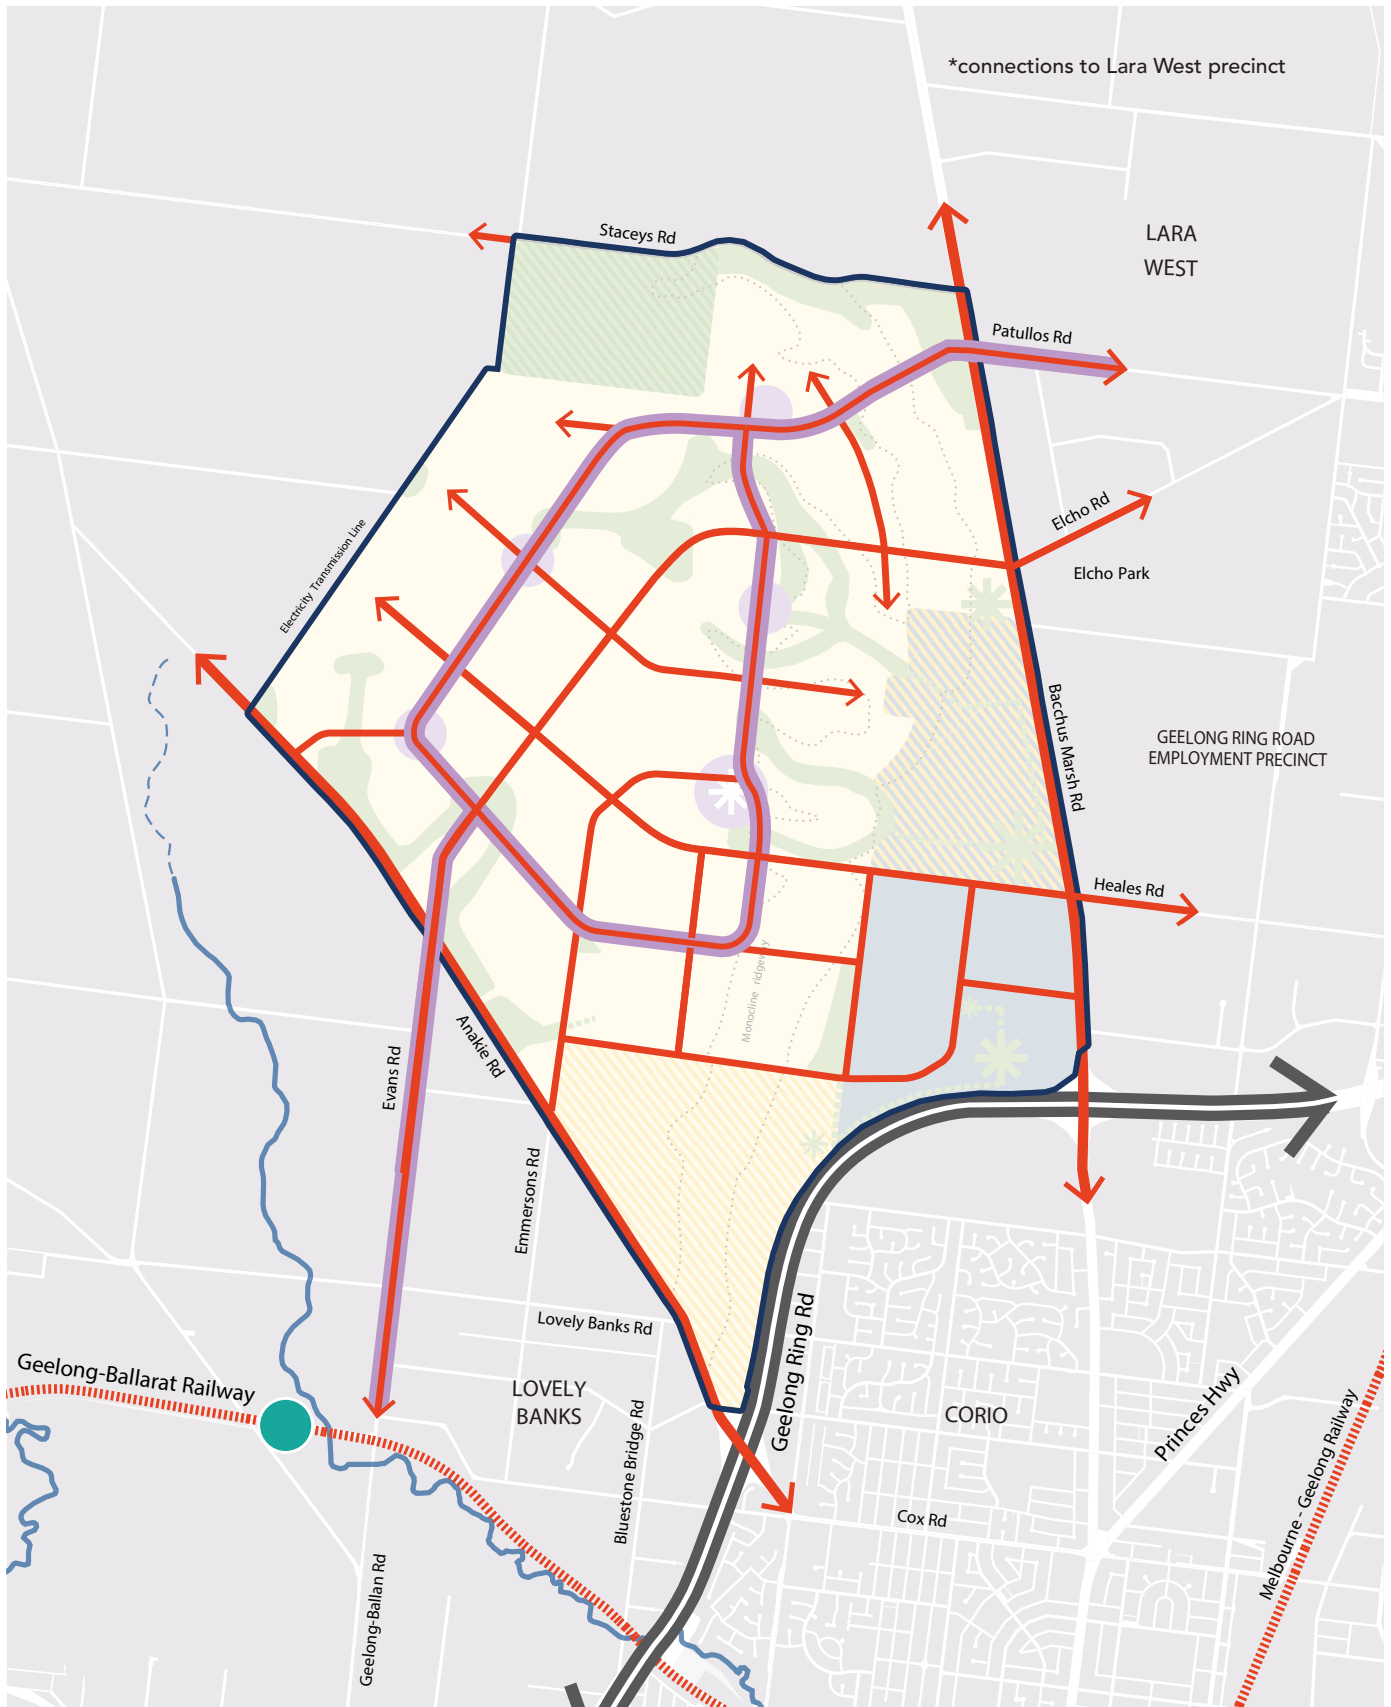 *connections to Lara West precinct
LARA
WEST
Staceys Rd
Patullos Rd
Elcho Rd
Elcho Park
Electricity Transmission Line
Bacchus Marsh Rd
GEELONG RING ROAD
EMPLOYMENT PRECINCT
Heales Rd
Monocline ridgeway
Anakie Rd
Evans Rd
Emmersons Rd
Lovely Banks Rd
Geelong Ring Rd
Geelong-Ballarat Railway
LOVELY
BANKS
CORIO
Princes Hwy
Bluestone Bridge Rd
Melbourne - Geelong Railway
Cox Rd
Geelong-Ballan Rd